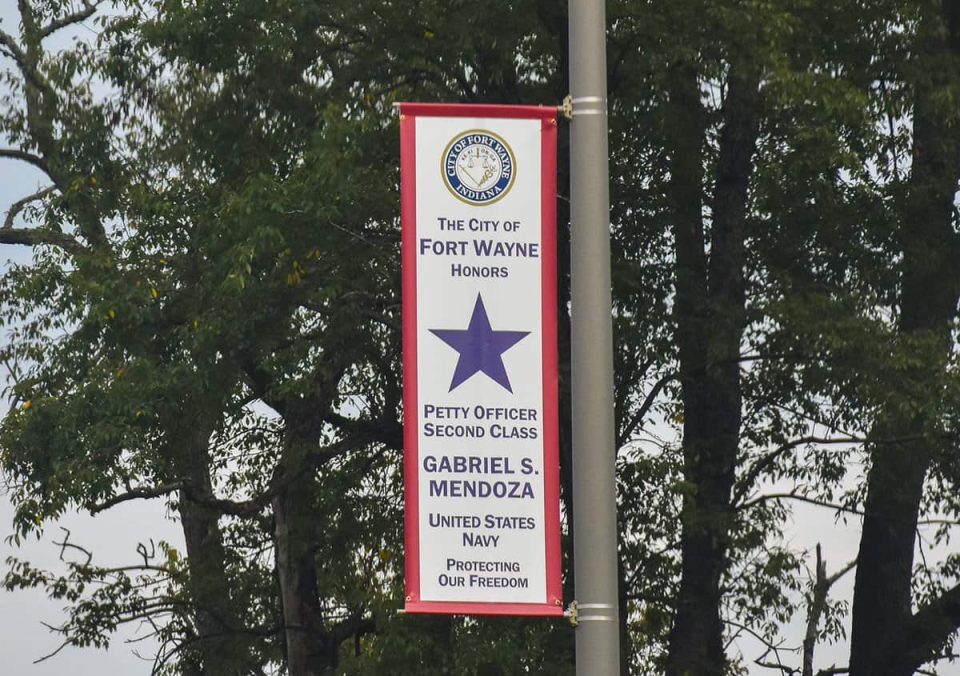 CITY OF FORT WAYNE
INDIANA
THE CITY OF
FORT WAYNE
HONORS
PETTY OFFICER
SECOND CLASS
GABRIEL S.
MENDOZA
UNITED STATES
NAVY
PROTECTING
OUR FREEDOM